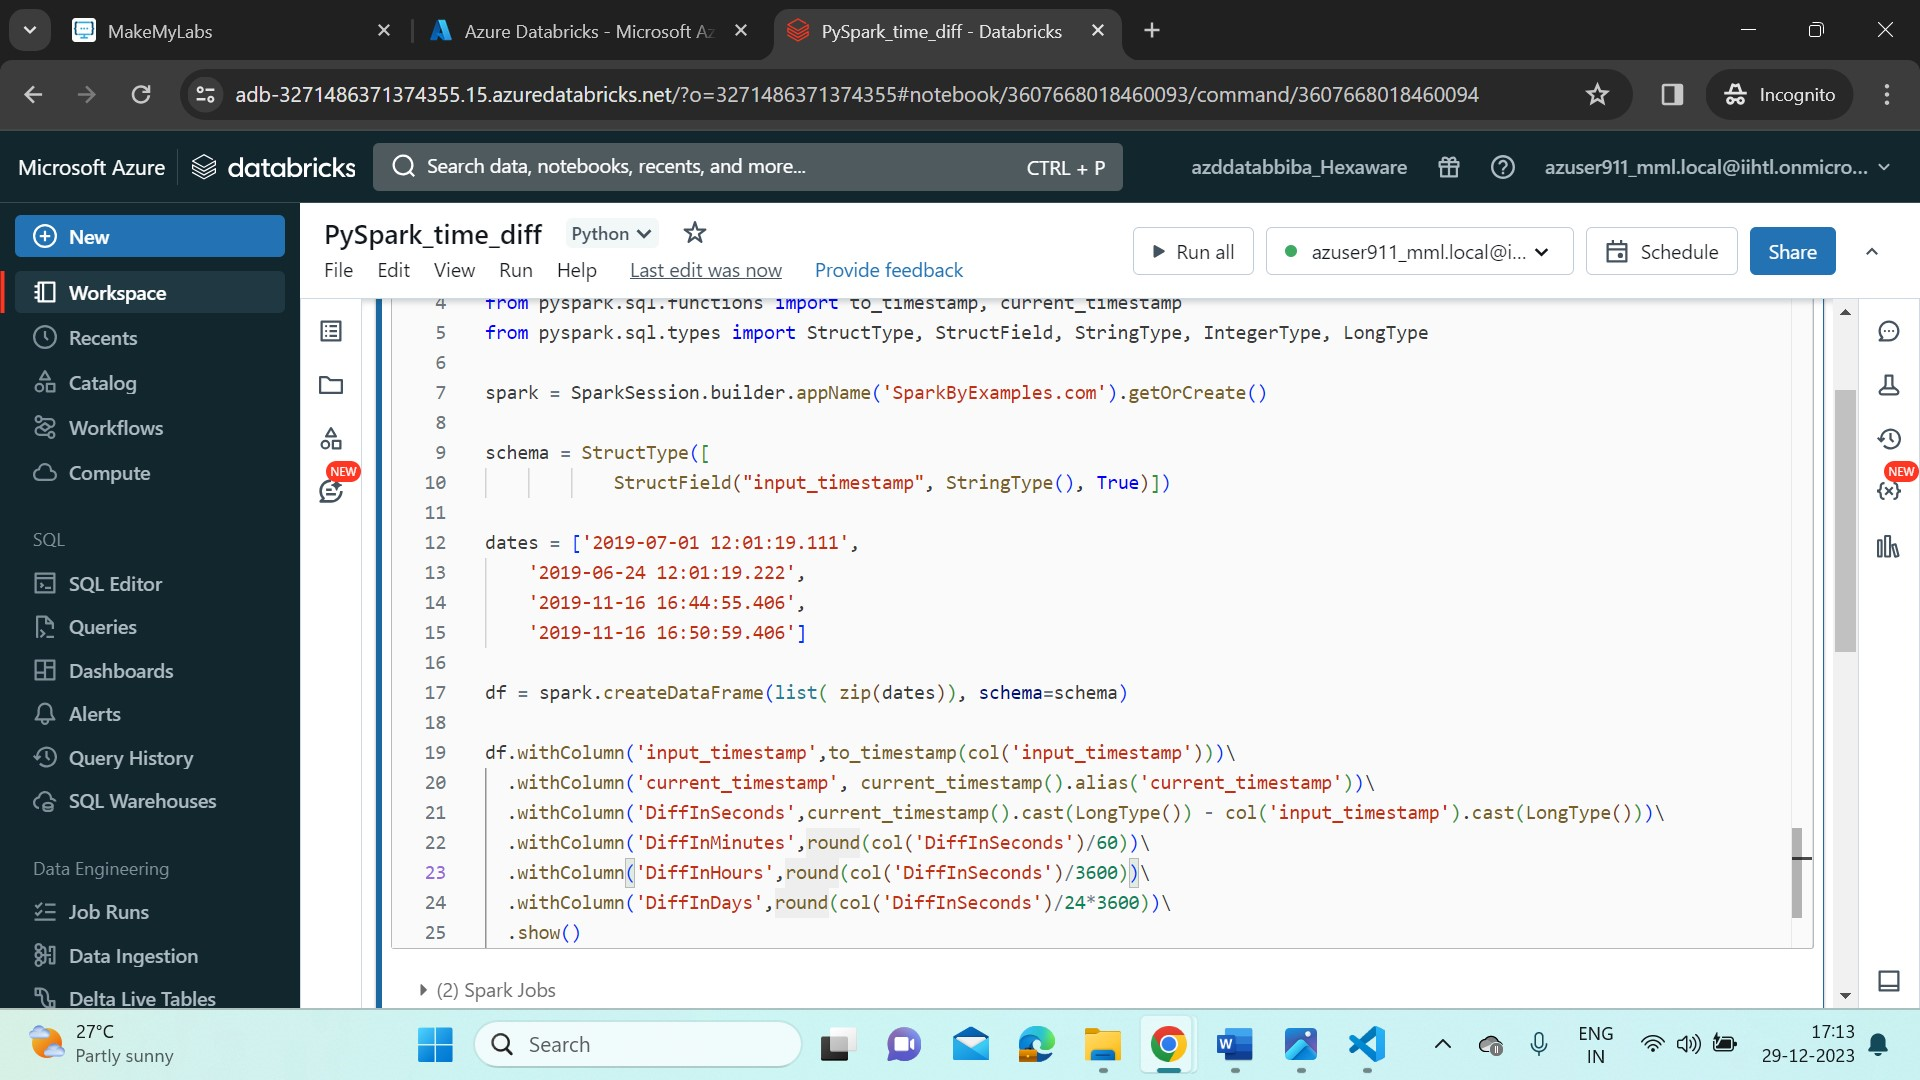 MakeMyLabs
Azure Databricks - Microsoft Az
PySpark_time_diff - Databricks
adb-3271486371374355.15.azuredatabricks.net/?o=3271486371374355#notebook/3607668018460093/command/3607668018460094
Incognito
Microsoft Azure
databricks
Search data, notebooks, recents, and more...
CTRL + P
azddatabbiba_Hexaware
azuser911_mml.local@iihtl.onmicro...
New
Workspace
Recents
Catalog
Workflows
Compute
SQL
SQL Editor
Queries
Dashboards
Alerts
Query History
SQL Warehouses
Data Engineering
Job Runs
Data Ingestion
Delta Live Tables
PySpark_time_diff
Python
File Edit View Run Help Last edit was now Provide feedback
Run all
azuser911_mml.local@i...
Schedule
Share
NEW
NEW
4 from pyspark.sql.functions import to_timestamp, current_timestamp
5 from pyspark.sql.types import StructType, StructField, StringType, IntegerType, LongType
6
7 spark = SparkSession.builder.appName('SparkByExamples.com').getOrCreate()
8
9 schema = StructType([
10 StructField("input_timestamp", StringType(), True)])
11
12 dates = ['2019-07-01 12:01:19.111',
13 '2019-06-24 12:01:19.222',
14 '2019-11-16 16:44:55.406',
15 '2019-11-16 16:50:59.406']
16
17 df = spark.createDataFrame(list( zip(dates)), schema=schema)
18
19 df.withColumn('input_timestamp',to_timestamp(col('input_timestamp')))\
20 .withColumn('current_timestamp', current_timestamp().alias('current_timestamp'))\
21 .withColumn('DiffInSeconds',current_timestamp().cast(LongType()) - col('input_timestamp').cast(LongType()))\
22 .withColumn('DiffInMinutes',round(col('DiffInSeconds')/60))\
23 .withColumn('DiffInHours',round(col('DiffInSeconds')/3600))\
24 .withColumn('DiffInDays',round(col('DiffInSeconds')/24*3600))\
25 .show()
(2) Spark Jobs
27°C
Partly sunny
Search
ENG
IN
17:13
29-12-2023